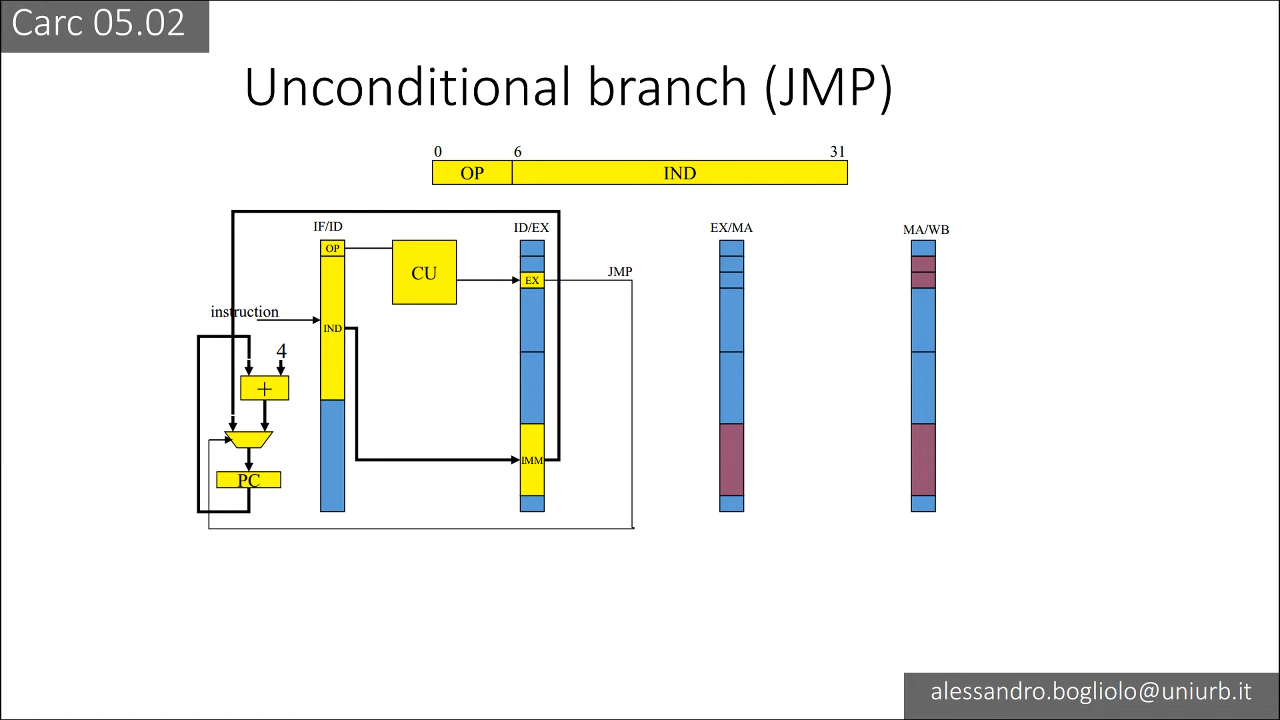 Carc 05.02
Unconditional branch (JMP)
0 6 31
OP IND
IF/ID ID/EX EX/MA MA/WB
OP
CU
EX
JMP
instruction
IND
4
+
IMM
PC
alessandro.bogliolo@uniurb.it